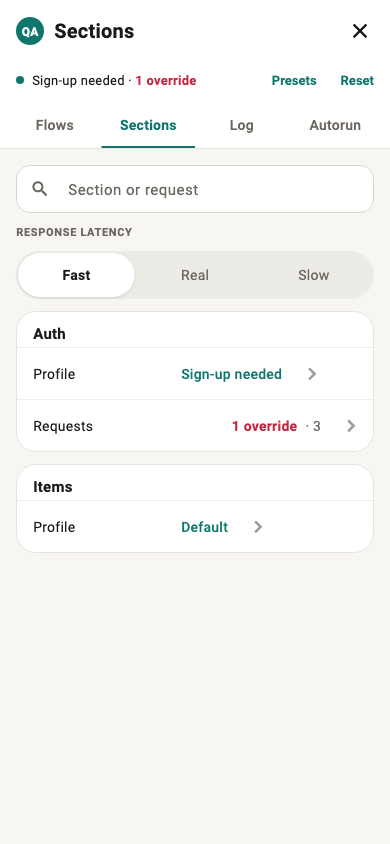 QA Sections
Sign-up needed · 1 override Presets Reset
Flows Sections Log Autorun
Section or request
RESPONSE LATENCY
Fast Real Slow
Auth
Profile Sign-up needed
Requests 1 override · 3
Items
Profile Default